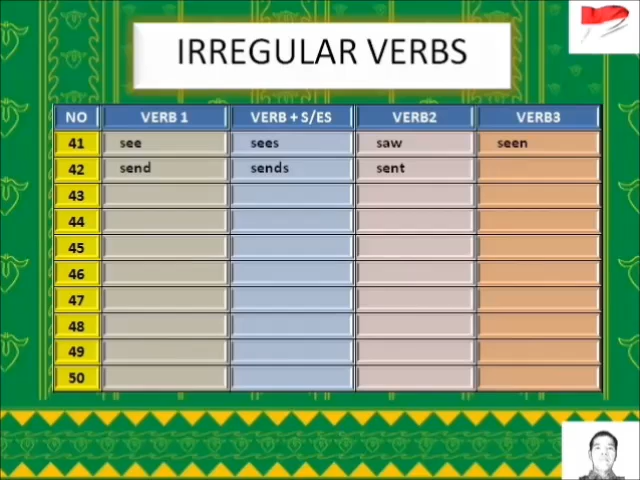 IRREGULAR VERBS
NO VERB 1 VERB + S/ES VERB2 VERB3
41 see sees saw seen
42 send sends sent
43
44
45
46
47
48
49
50